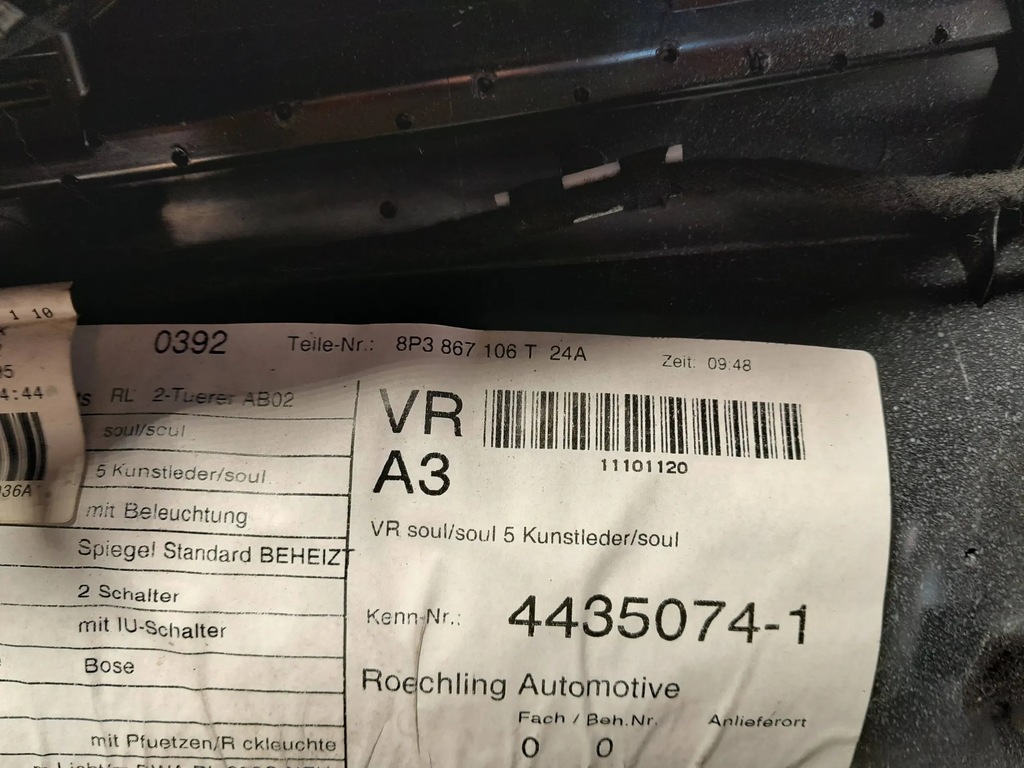 1 10
0392 Teile-Nr.: 8P3 867 106 T 24A Zeit: 09:48
4:44
036A
RL 2-Tuerer AB02
soul/soul
5 Kunstleder/soul
mit Beleuchtung
Spiegel Standard BEHEIZT
2 Schalter
mit IU-Schalter
Bose
mit Pfuetzen/R ckleuchte
VR
A3
11101120
VR soul/soul 5 Kunstleder/soul
Kenn-Nr.: 4435074-1
Roechling Automotive
Fach / Beh.Nr. Anlieferort
0 0